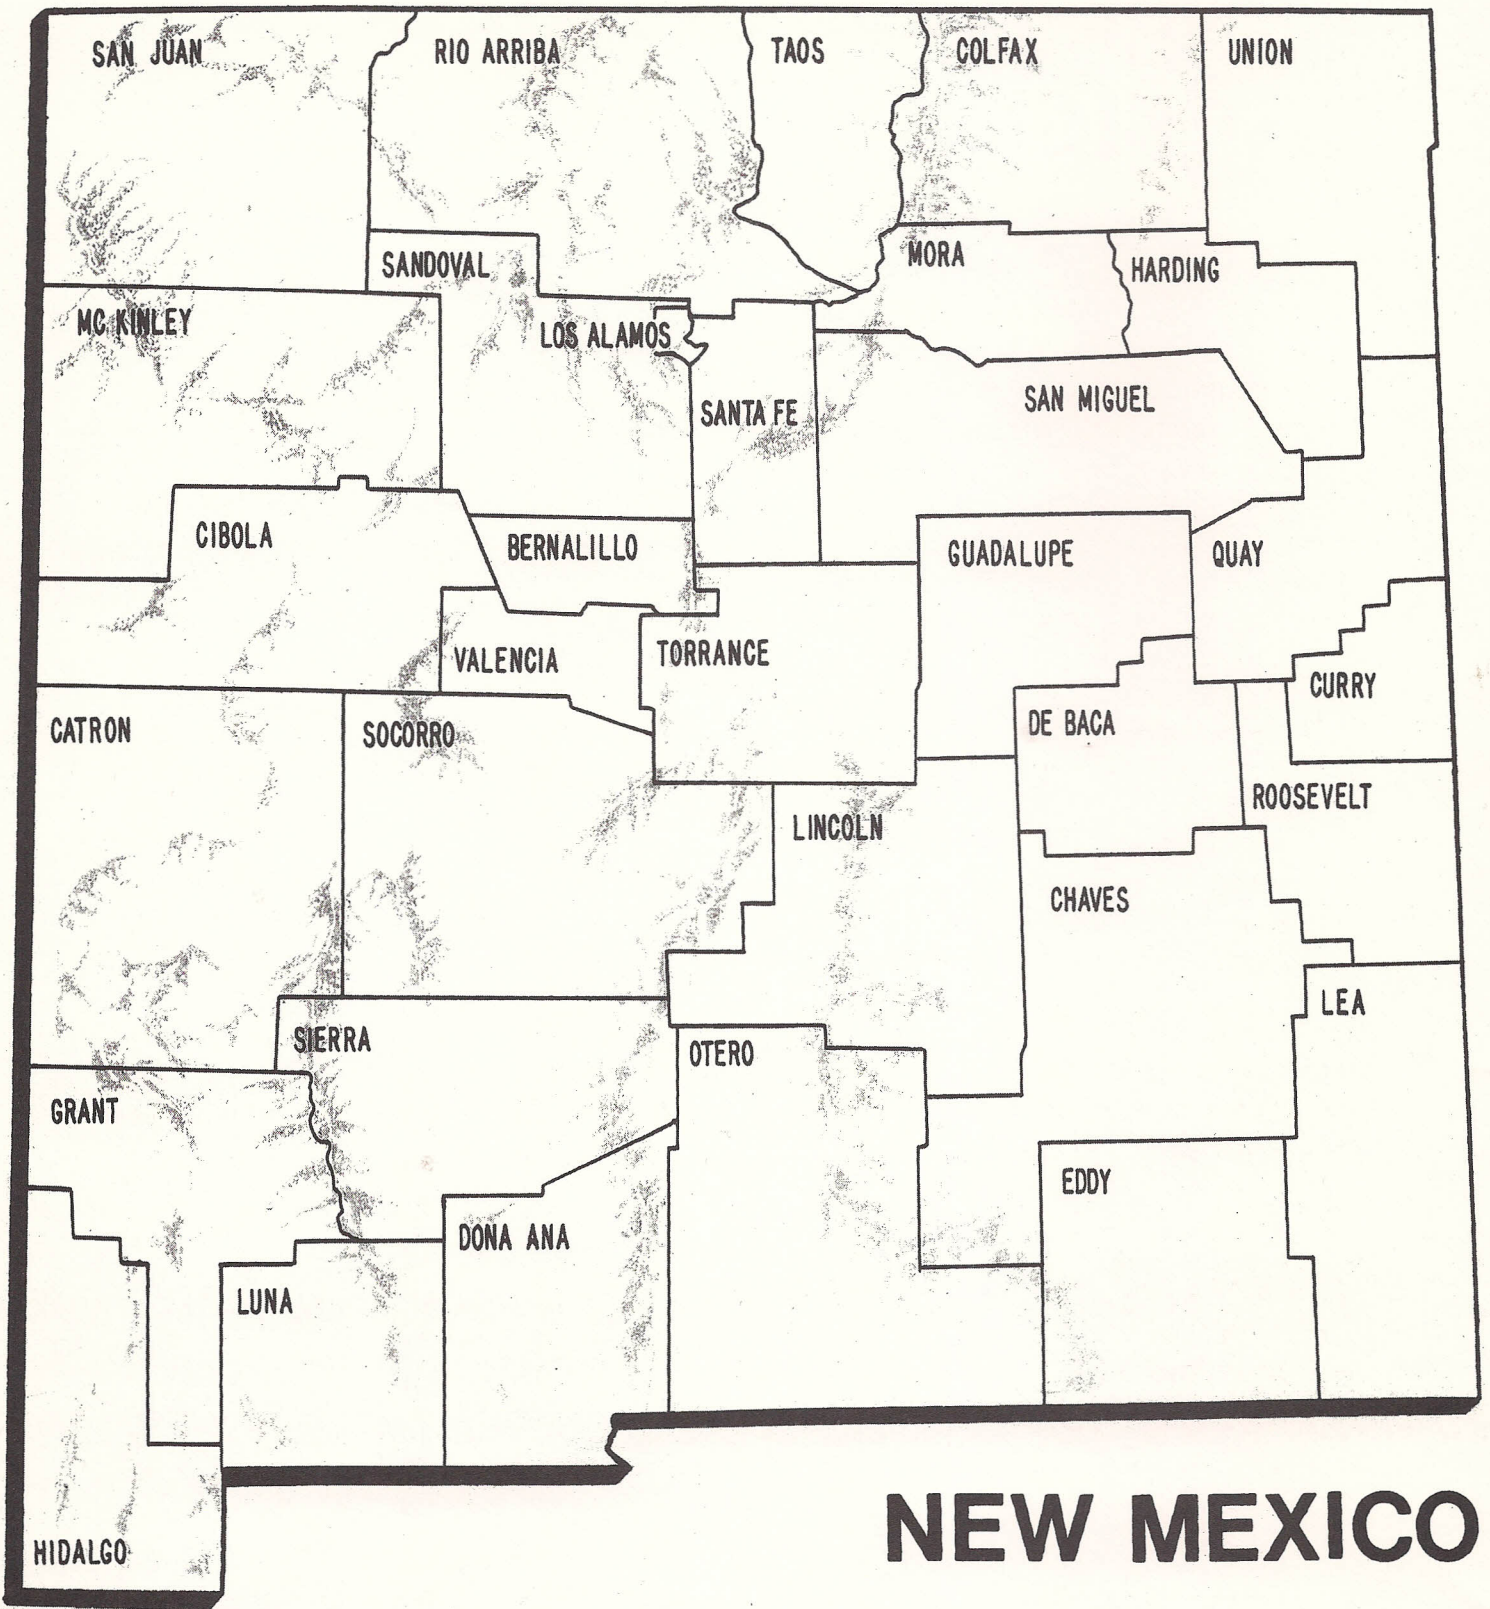 SAN JUAN
RIO ARRIBA
TAOS
COLFAX
UNION
SANDOVAL
MORA
HARDING
MC KINLEY
LOS ALAMOS
SANTA FE
SAN MIGUEL
CIBOLA
BERNALILLO
GUADALUPE
QUAY
VALENCIA
TORRANCE
CURRY
CATRON
SOCORRO
DE BACA
ROOSEVELT
LINCOLN
CHAVES
LEA
SIERRA
OTERO
GRANT
EDDY
DONA ANA
LUNA
HIDALGO
NEW MEXICO